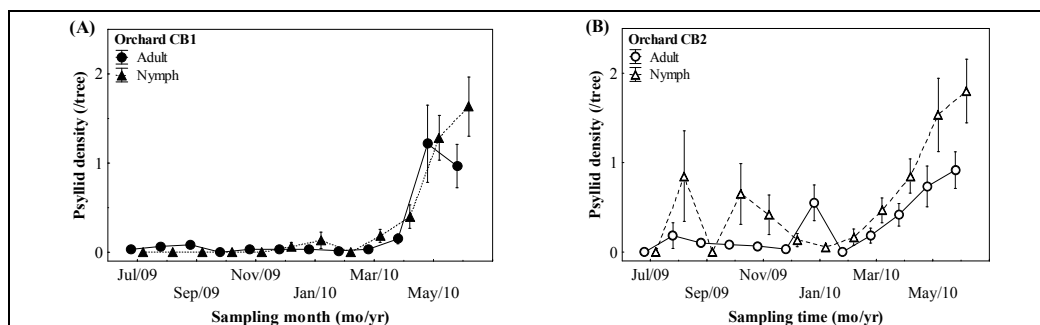 (A)
Orchard CB1
Adult
Nymph
Psyllid density (/tree)
2
1
0
Jul/09 Nov/09 Mar/10
Sep/09 Jan/10 May/10
Sampling month (mo/yr)
(B)
Orchard CB2
Adult
Nymph
Psyllid density (/tree)
2
1
0
Jul/09 Nov/09 Mar/10
Sep/09 Jan/10 May/10
Sampling time (mo/yr)